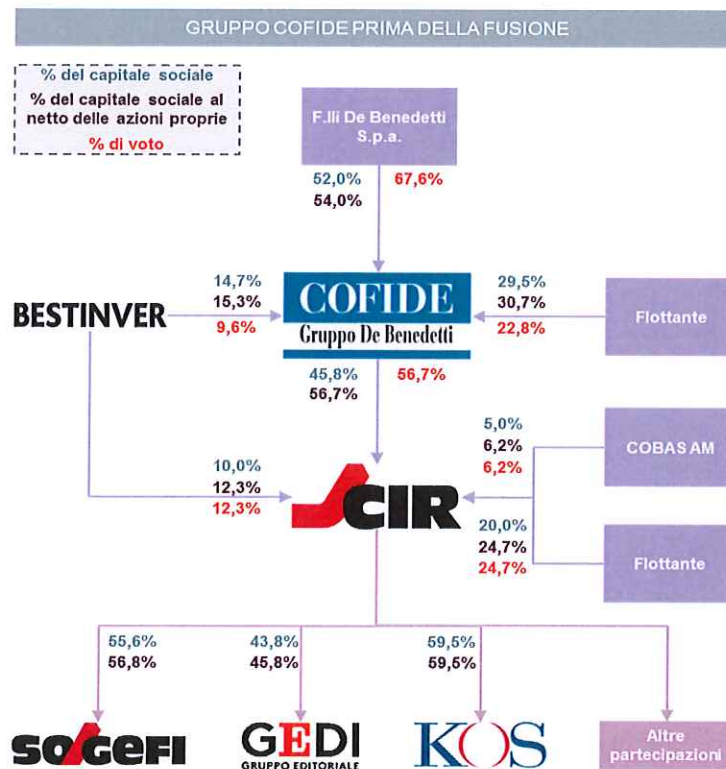 GRUPPO COFIDE PRIMA DELLA FUSIONE
% del capitale sociale
% del capitale sociale al
netto delle azioni proprie
% di voto
F.lli De Benedetti
S.p.a.
52,0% 67,6%
54,0%
BESTINVER
14,7%
15,3%
9,6%
COFIDE
Gruppo De Benedetti
29,5%
30,7%
22,8%
Flottante
45,8% 56,7%
56,7%
10,0%
12,3%
12,3%
CIR
5,0%
6,2%
6,2%
COBAS AM
20,0%
24,7%
24,7%
Flottante
55,6%
56,8%
43,8%
45,8%
59,5%
59,5%
SOGEFI
GEDI
GRUPPO EDITORIALE
KOS
Altre
partecipazioni